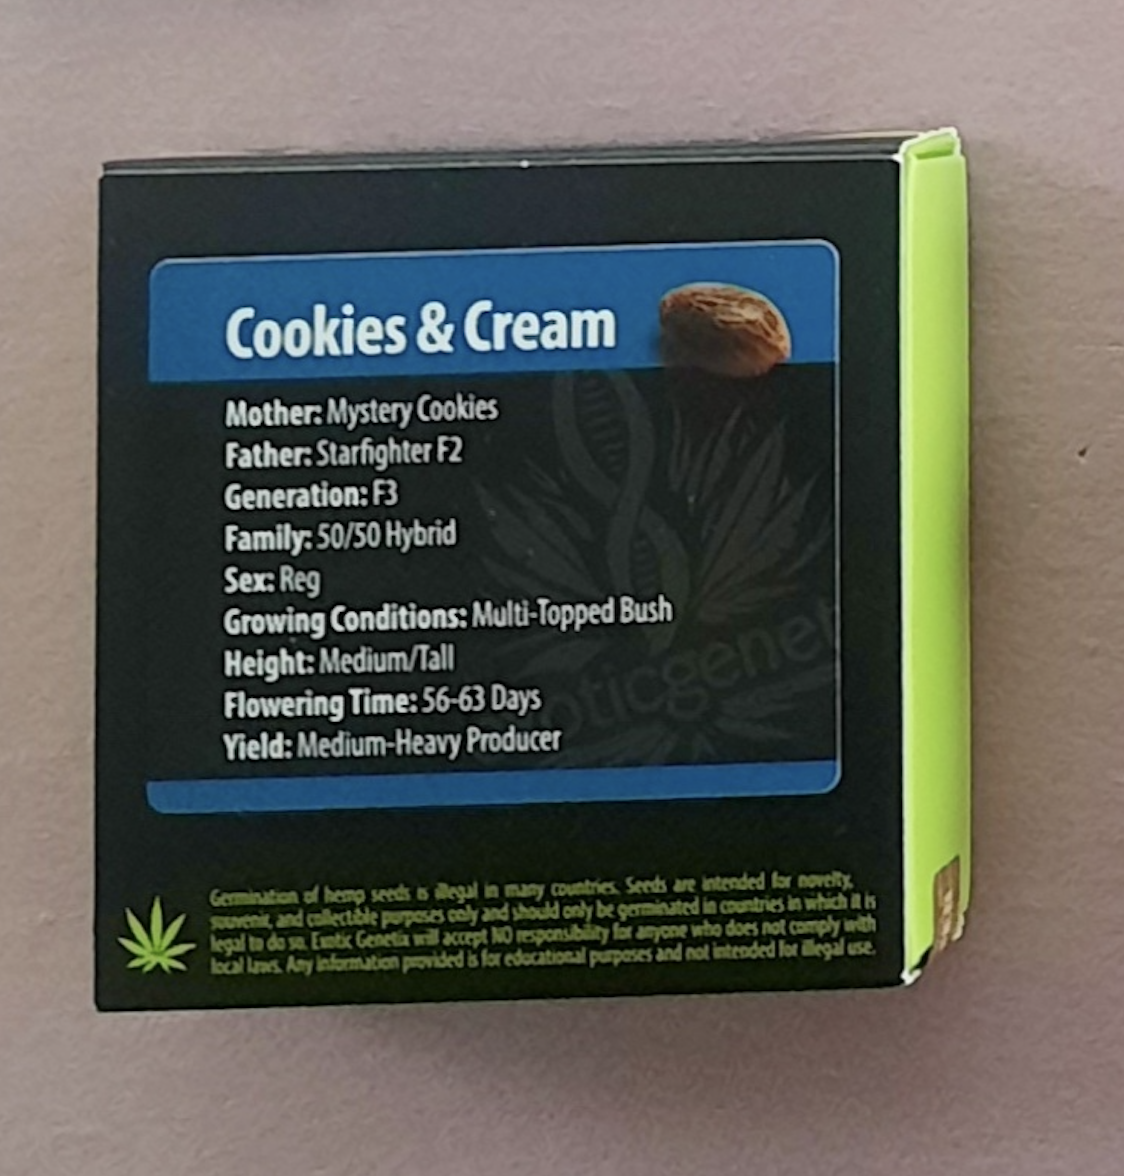 Cookies & Cream
Mother: Mystery Cookies
Father: Starfighter F2
Generation: F3
Family: 50/50 Hybrid
Sex: Reg
Growing Conditions: Multi-Topped Bush
Height: Medium/Tall
Flowering Time: 56-63 Days
Yield: Medium-Heavy Producer
oticgenet
Germination of hemp seeds is illegal in many countries. Seeds are intended for novelty,
souvenir, and collectible purposes only and should only be germinated in countries in which it is
legal to do so. Exotic Genetix will accept NO responsibility for anyone who does not comply with
local laws. Any information provided is for educational purposes and not intended for illegal use.